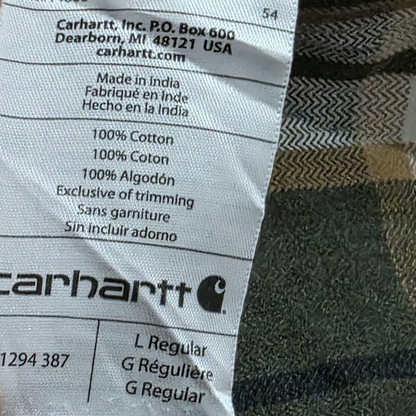 54
Carhartt, Inc. P.O. Box 600
Dearborn, MI 48121 USA
carhartt.com
Made in India
Fabriqué en Inde
Hecho en la India
100% Cotton
100% Coton
100% Algodón
Exclusive of trimming
Sans garniture
Sin incluir adorno
carhartt
1294 387
L Regular
G Régulière
G Regular